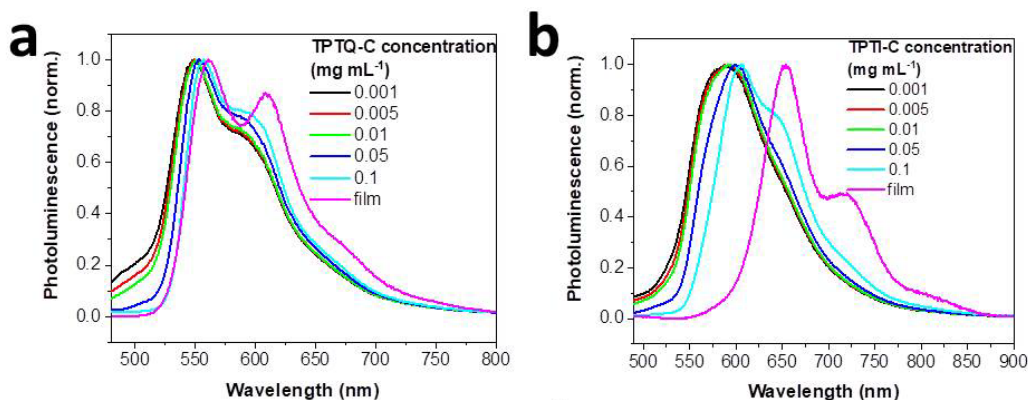 a
TPTQ-C concentration
(mg mL⁻¹)
0.001
0.005
0.01
0.05
0.1
film
Photoluminescence (norm.)
1.0
0.8
0.6
0.4
0.2
0.0
500 550 600 650 700 750 800
Wavelength (nm)
b
TPTI-C concentration
(mg mL⁻¹)
0.001
0.005
0.01
0.05
0.1
film
Photoluminescence (norm.)
1.0
0.8
0.6
0.4
0.2
0.0
500 550 600 650 700 750 800 850 900
Wavelength (nm)